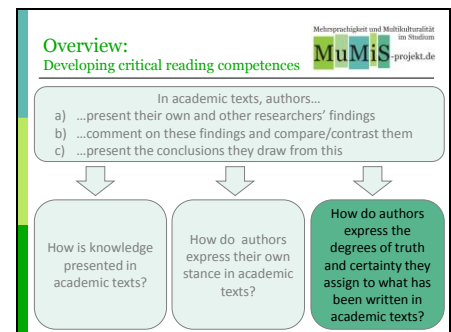 Overview:
Developing critical reading competences
Mehrsprachigkeit und Multikulturalität
im Studium
MuMiS-projekt.de
In academic texts, authors…
a) …present their own and other researchers’ findings
b) …comment on these findings and compare/contrast them
c) …present the conclusions they draw from this
How is knowledge
presented in
academic texts?
How do authors
express their own
stance in academic
texts?
How do authors
express the
degrees of truth
and certainty they
assign to what has
been written in
academic texts?